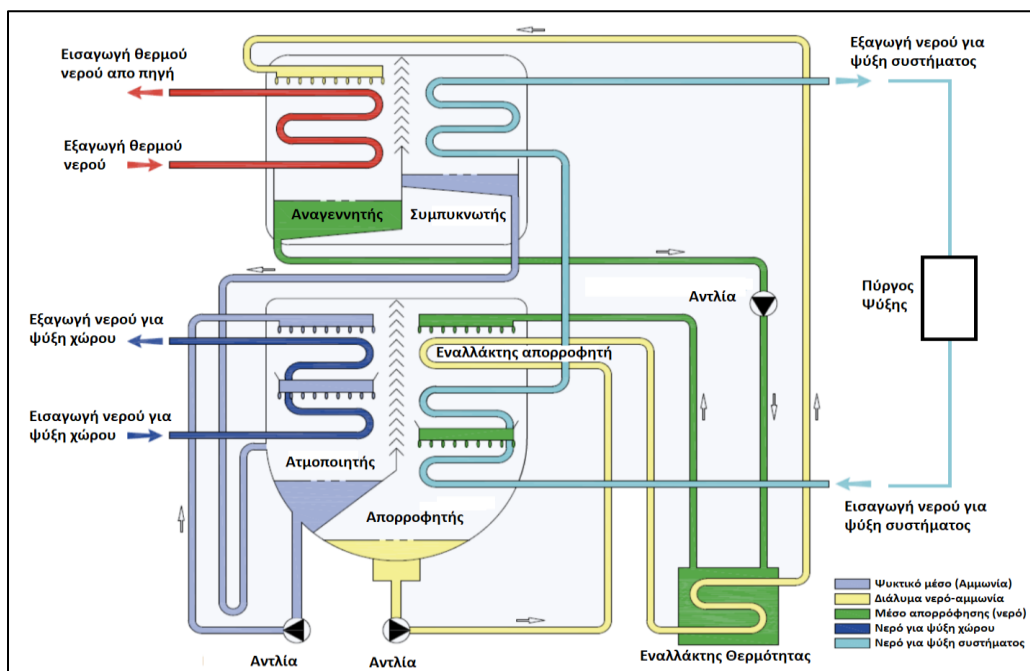 Εισαγωγή θερμού
νερού απο πηγή
Εξαγωγή θερμού
νερού
Εξαγωγή νερού για
ψύξη συστήματος
Αναγεννητής
Συμπυκνωτής
Αντλία
Πύργος
Ψύξης
Εξαγωγή νερού για
ψύξη χώρου
Εισαγωγή νερού για
ψύξη χώρου
Εναλλάκτης απορροφητή
Ατμοποιητής
Απορροφητής
Εισαγωγή νερού για
ψύξη συστήματος
Αντλία
Αντλία
Εναλλάκτης Θερμότητας
Ψυκτικό μέσο (Αμμωνία)
Διάλυμα νερό-αμμωνία
Μέσο απορρόφησης (νερό)
Νερό για ψύξη χώρου
Νερό για ψύξη συστήματος